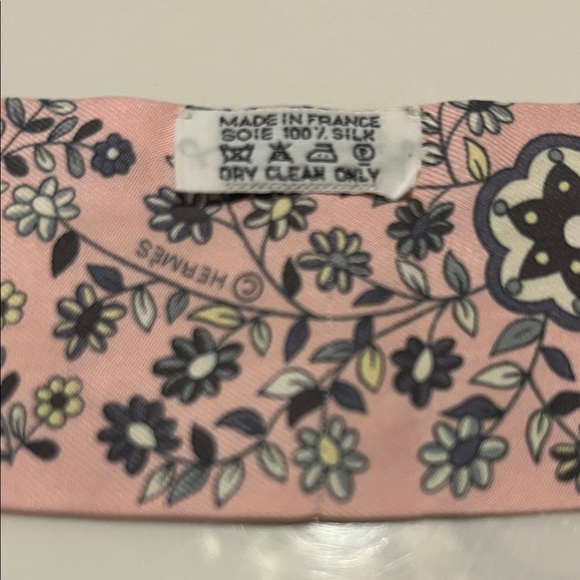 MADE IN FRANCE
SOIE 100% SILK
P
DRY CLEAN ONLY
© HERMES